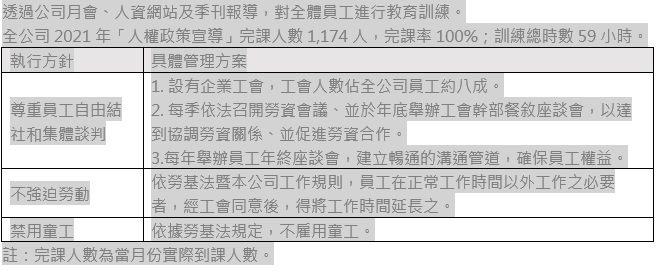 透過公司月會、人資網站及季刊報導，對全體員工進行教育訓練。
全公司 2021 年「人權政策宣導」完課人數 1,174 人，完課率 100%；訓練總時數 59 小時。
執行方針
具體管理方案
尊重員工自由結
社和集體談判
1. 設有企業工會，工會人數佔全公司員工約八成。
2. 每季依法召開勞資會議、並於年底舉辦工會幹部餐敘座談會，以達
到協調勞資關係、並促進勞資合作。
3.每年舉辦員工年終座談會，建立暢通的溝通管道，確保員工權益。
不強迫勞動
依勞基法暨本公司工作規則，員工在正常工作時間以外工作之必要
者，經工會同意後，得將工作時間延長之。
禁用童工
依據勞基法規定，不雇用童工。
註：完課人數為當月份實際到課人數。